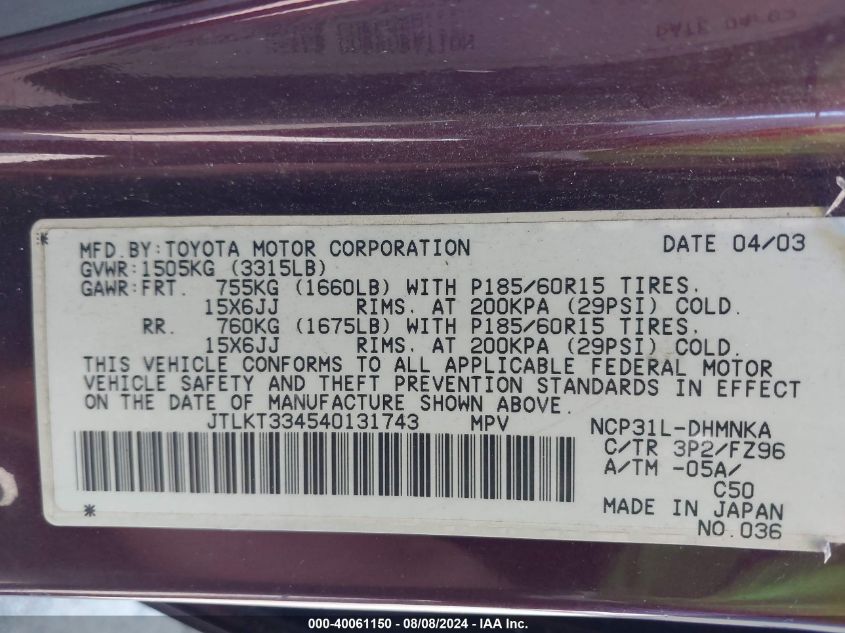 MFD.BY:TOYOTA MOTOR CORPORATION DATE 04/03
GVWR:1505KG (3315LB)
GAWR:FRT. 755KG (1660LB) WITH P185/60R15 TIRES.
15X6JJ RIMS. AT 200KPA (29PSI) COLD.
RR. 760KG (1675LB) WITH P185/60R15 TIRES.
15X6JJ RIMS. AT 200KPA (29PSI) COLD.
THIS VEHICLE CONFORMS TO ALL APPLICABLE FEDERAL MOTOR
VEHICLE SAFETY AND THEFT PREVENTION STANDARDS IN EFFECT
ON THE DATE OF MANUFACTURE SHOWN ABOVE.
JTLKT334540131743 MPV NCP31L-DHMNKA
C/TR 3P2/FZ96
A/TM -05A/
C50
MADE IN JAPAN
NO.036
000-40061150 - 08/08/2024 - IAA Inc.